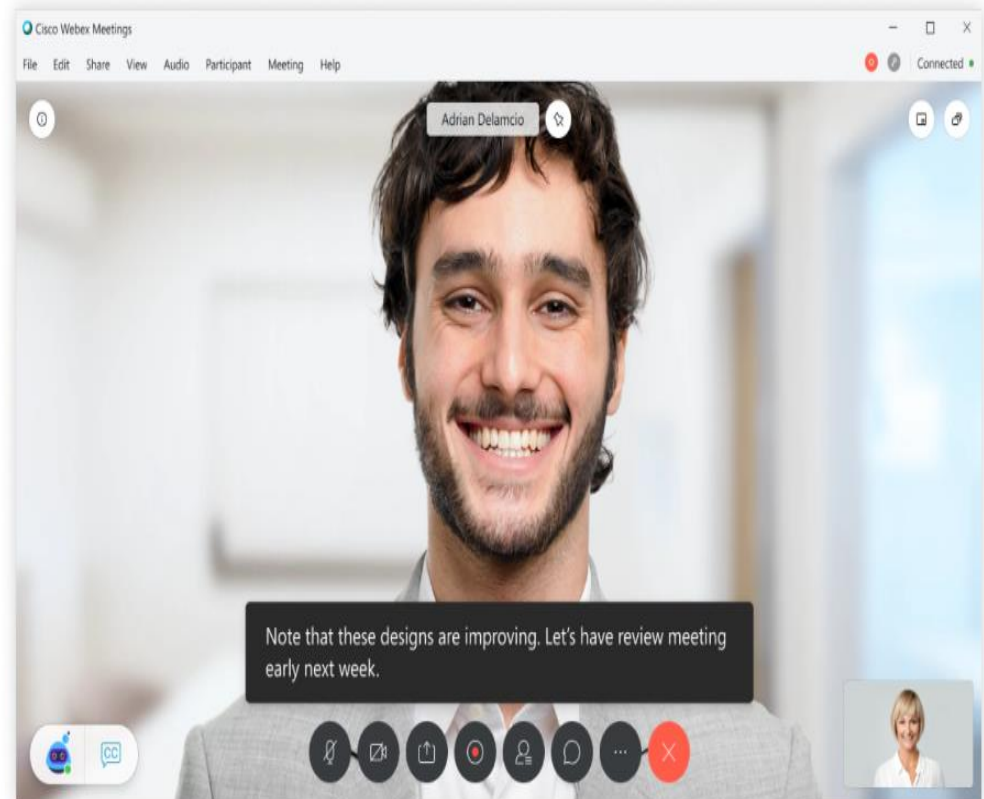 Cisco Webex Meetings
File Edit Share View Audio Participant Meeting Help
Connected
Adrian Delamcio
Note that these designs are improving. Let's have review meeting
early next week.
CC